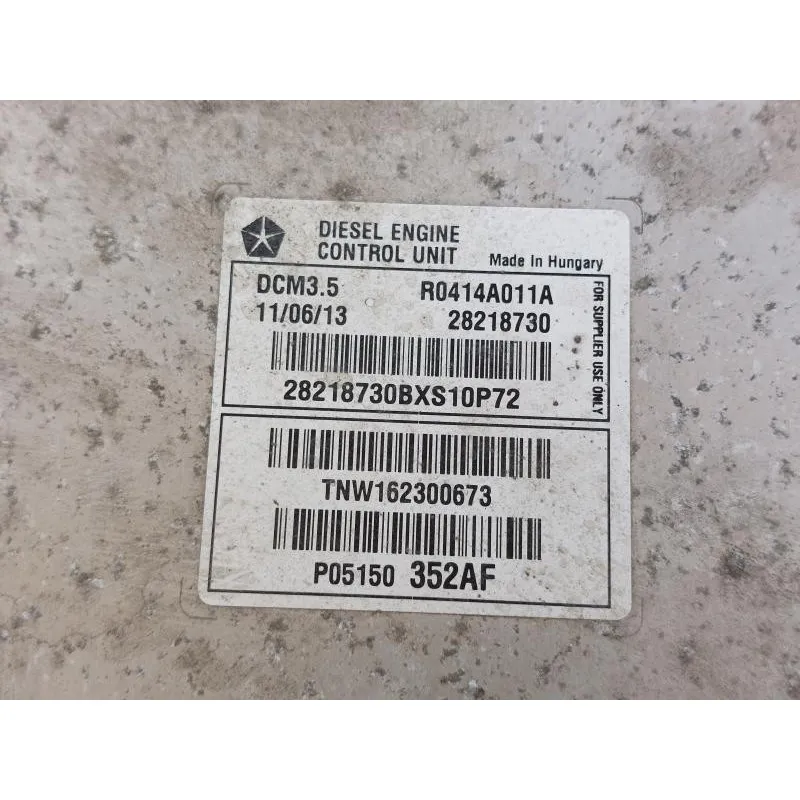 DIESEL ENGINE
CONTROL UNIT
Made In Hungary
DCM3.5 R0414A011A
11/06/13 28218730
28218730BXS10P72
FOR SUPPLIER USE ONLY
TNW162300673
P05150 352AF